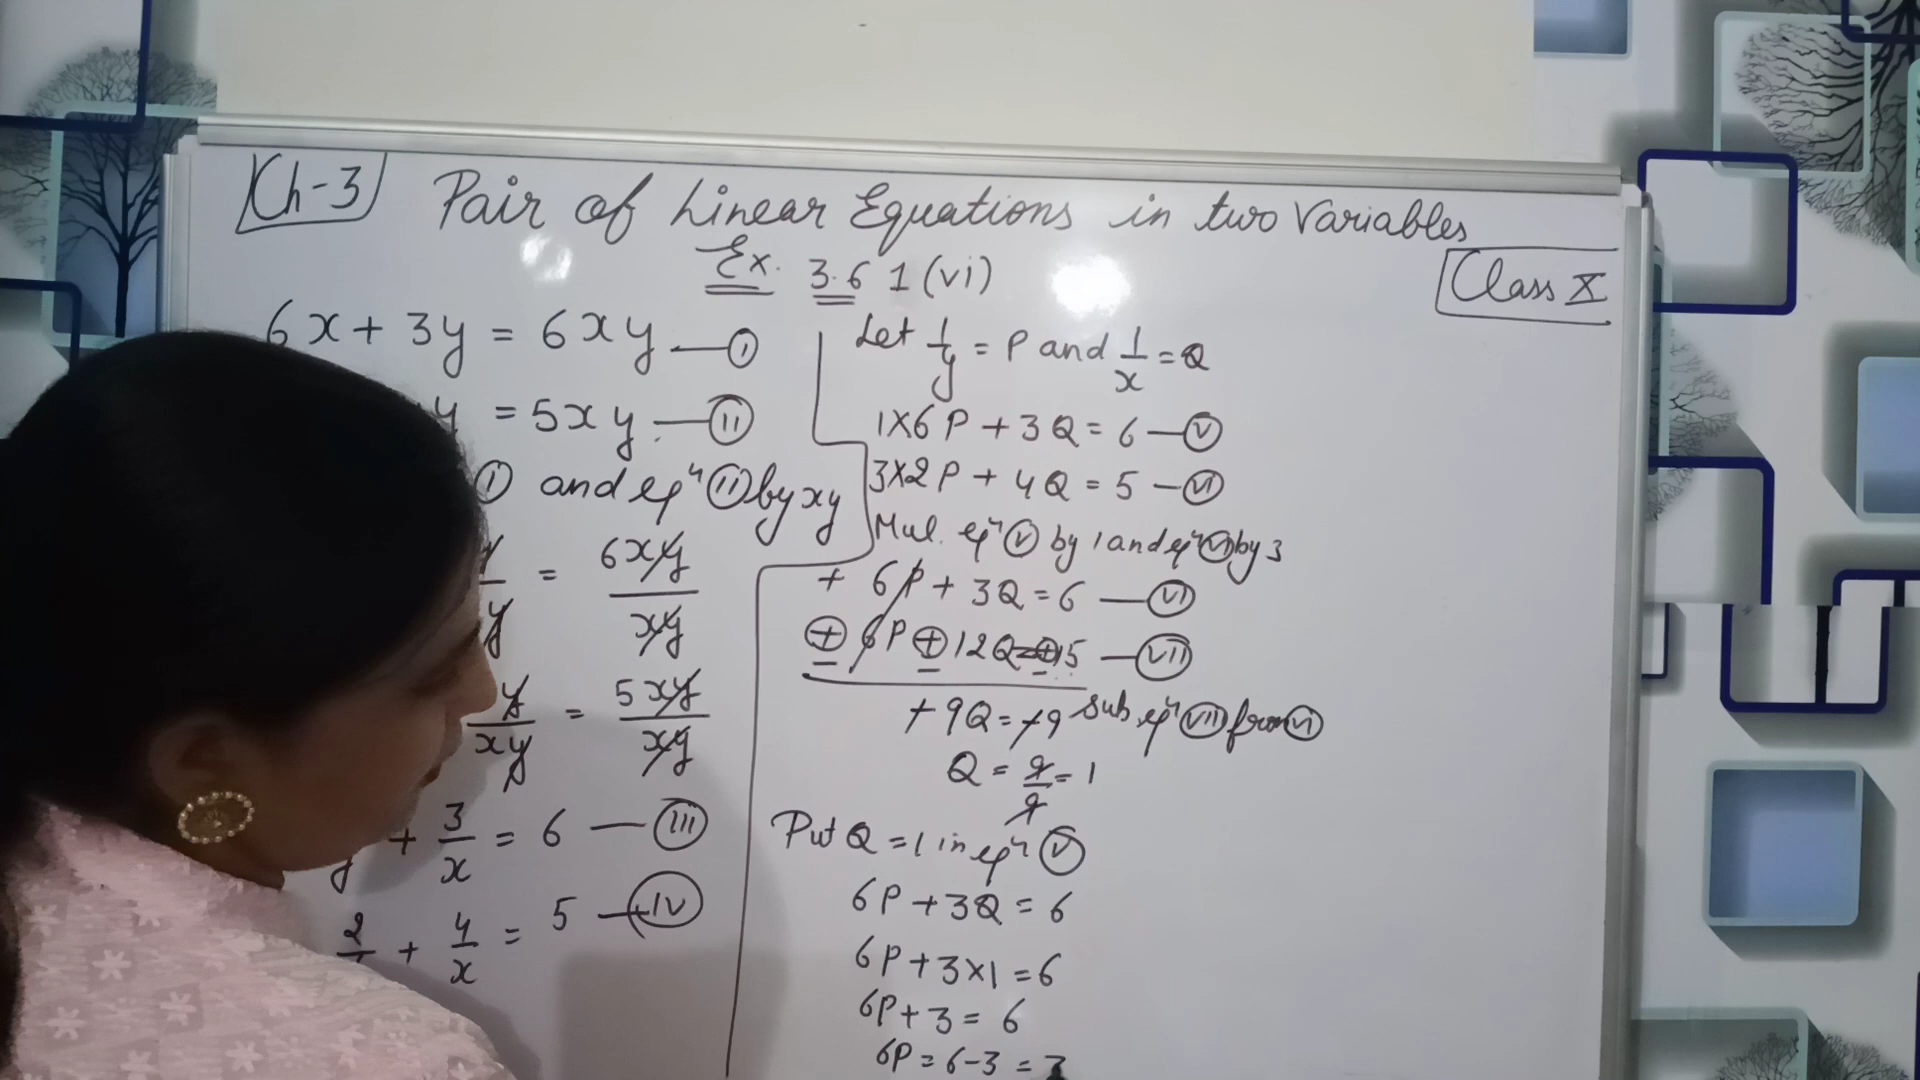 Ch-3 Pair of Linear Equations in two Variables
Ex. 3.6 1 (vi)
Class X
6x + 3y = 6xy — (i)
y = 5xy — (ii)
(i) and eqⁿ (ii) by xy
y/y = 6xy/xy
y/xy = 5xy/xy
y + 3/x = 6 — (iii)
2 + 4/x = 5 — (iv)
Let 1/y = P and 1/x = Q
1×6P + 3Q = 6 — (v)
3×2P + 4Q = 5 — (vi)
Mul. eqⁿ (v) by 1 and eqⁿ (vi) by 3
+ 6P + 3Q = 6 — (vi)
+ 6P + 12Q = + 15 — (vii)
− − −
+ 9Q = + 9 Sub. eqⁿ (vii) from (vi)
Q = 9/9 = 1
Put Q = 1 in eqⁿ (v)
6P + 3Q = 6
6P + 3×1 = 6
6P + 3 = 6
6P = 6 - 3 = 3